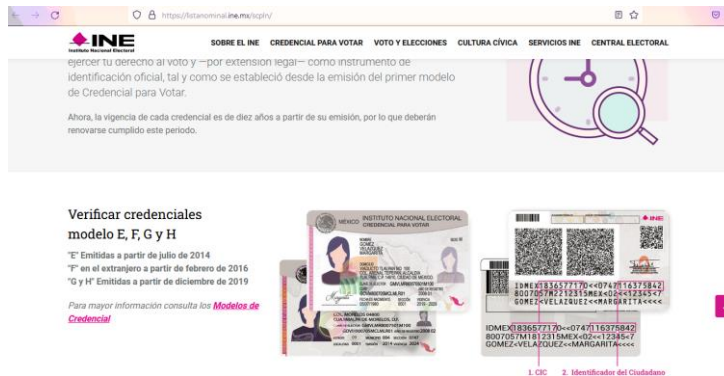 https://listanominal.ine.mx/scpln/
INE
Instituto Nacional Electoral
SOBRE EL INE CREDENCIAL PARA VOTAR VOTO Y ELECCIONES CULTURA CÍVICA SERVICIOS INE CENTRAL ELECTORAL
ejercer tu derecho al voto y —por extensión legal— como instrumento de
identificación oficial, tal y como se estableció desde la emisión del primer modelo
de Credencial para Votar.
Ahora, la vigencia de cada credencial es de diez años a partir de su emisión, por lo que deberán
renovarse cumplido este periodo.
Verificar credenciales
modelo E, F, G y H
"E" Emitidas a partir de julio de 2014
"F" en el extranjero a partir de febrero de 2016
"G y H" Emitidas a partir de diciembre de 2019
Para mayor información consulta los Modelos de
Credencial
MÉXICO INSTITUTO NACIONAL ELECTORAL
CREDENCIAL PARA VOTAR
NOMBRE
GOMEZ
VELAZQUEZ
MARGARITA
DOMICILIO
INE
IDMEX1836577170<<0747116375842
8007057M2212315MEX<02<<12345<7
GOMEZ<VELAZQUEZ<<MARGARITA<<<<
IDMEX1836577170<<0747116375842
8007057M1812315MEX<02<<12345<7
GOMEZ<VELAZQUEZ<<MARGARITA<<<<
1. CIC 2. Identificador del Ciudadano